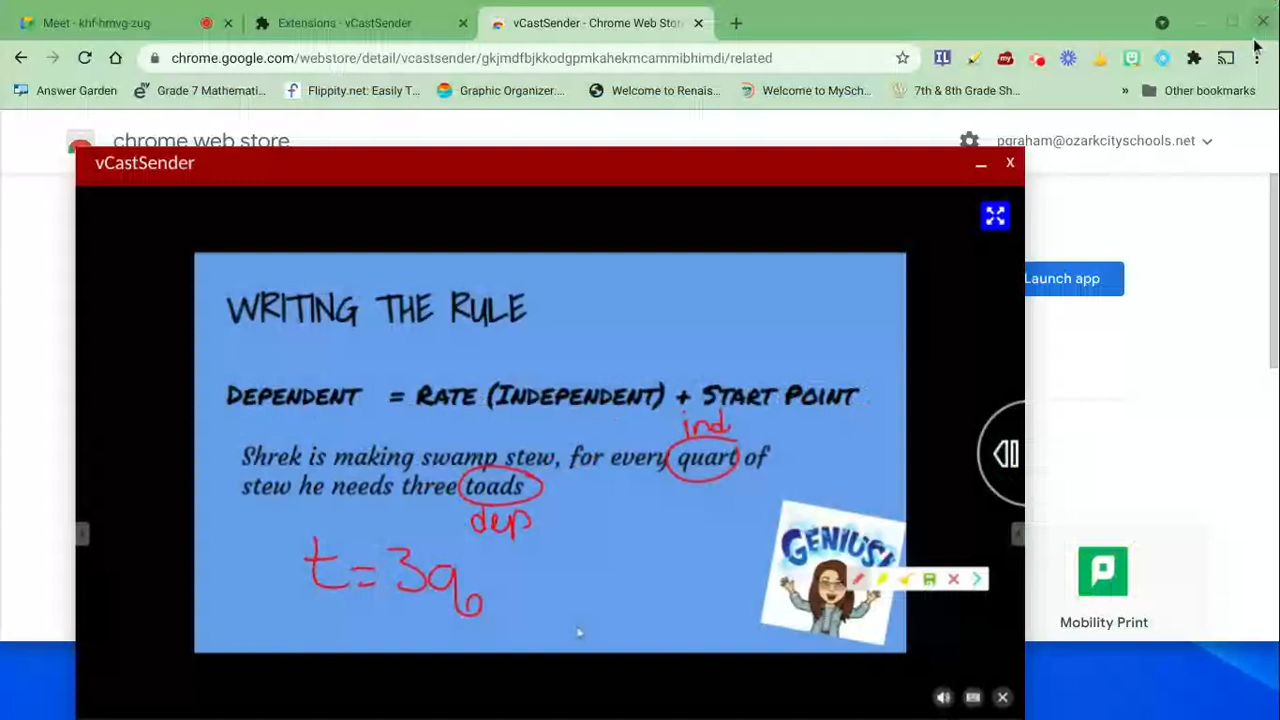 Meet - khf-hmvg-zug
Extensions - vCastSender
vCastSender - Chrome Web Stor
chrome.google.com/webstore/detail/vcastsender/gkjmdfbjkkodgpmkahekmcammibhimdi/related
Answer Garden
Grade 7 Mathemati...
Flippity.net: Easily T...
Graphic Organizer:...
Welcome to Renais...
Welcome to MySch...
7th & 8th Grade Sh...
»
Other bookmarks
chrome web store
pgraham@ozarkcityschools.net
vCastSender
Launch app
WRITING THE RULE
DEPENDENT = RATE (INDEPENDENT) + START POINT
ind
Shrek is making swamp stew, for every quart of
stew he needs three toads
dep
t=3q
GENIUS!
Mobility Print